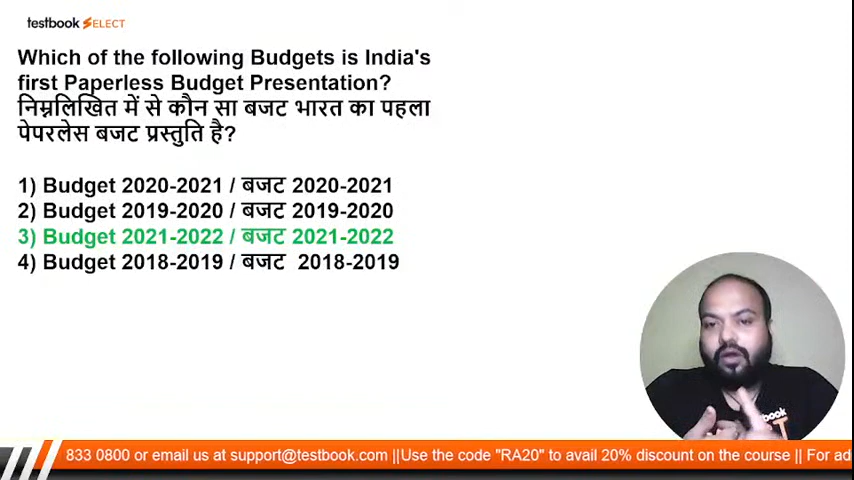 testbook SELECT
Which of the following Budgets is India's
first Paperless Budget Presentation?
निम्नलिखित में से कौन सा बजट भारत का पहला
पेपरलेस बजट प्रस्तुति है?
1) Budget 2020-2021 / बजट 2020-2021
2) Budget 2019-2020 / बजट 2019-2020
3) Budget 2021-2022 / बजट 2021-2022
4) Budget 2018-2019 / बजट 2018-2019
833 0800 or email us at support@testbook.com ||Use the code "RA20" to avail 20% discount on the course || For ad